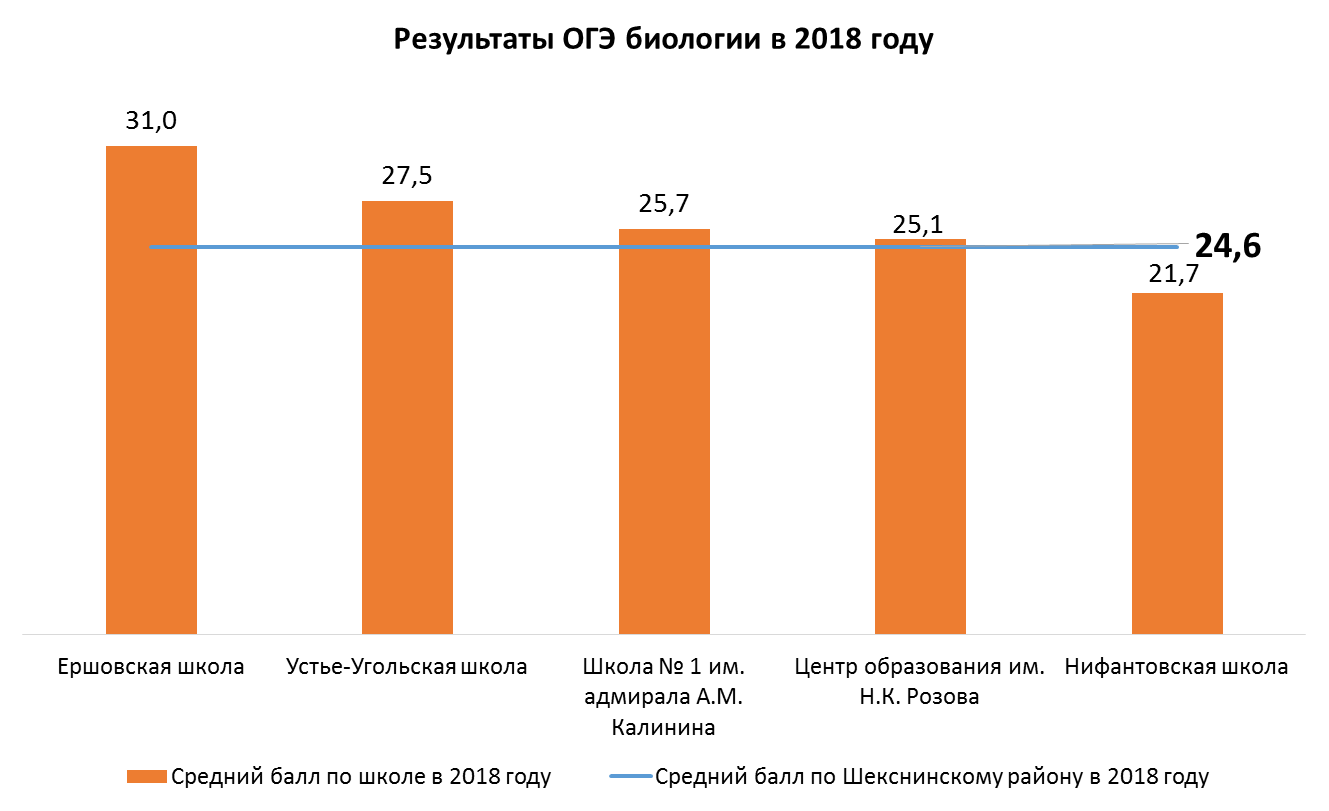 Результаты ОГЭ биологии в 2018 году
31,0
27,5
25,7
25,1
24,6
21,7
Ершовская школа
Устье-Угольская школа
Школа № 1 им.
адмирала А.М.
Калинина
Центр образования им.
Н.К. Розова
Нифантовская школа
Средний балл по школе в 2018 году
Средний балл по Шекснинскому району в 2018 году